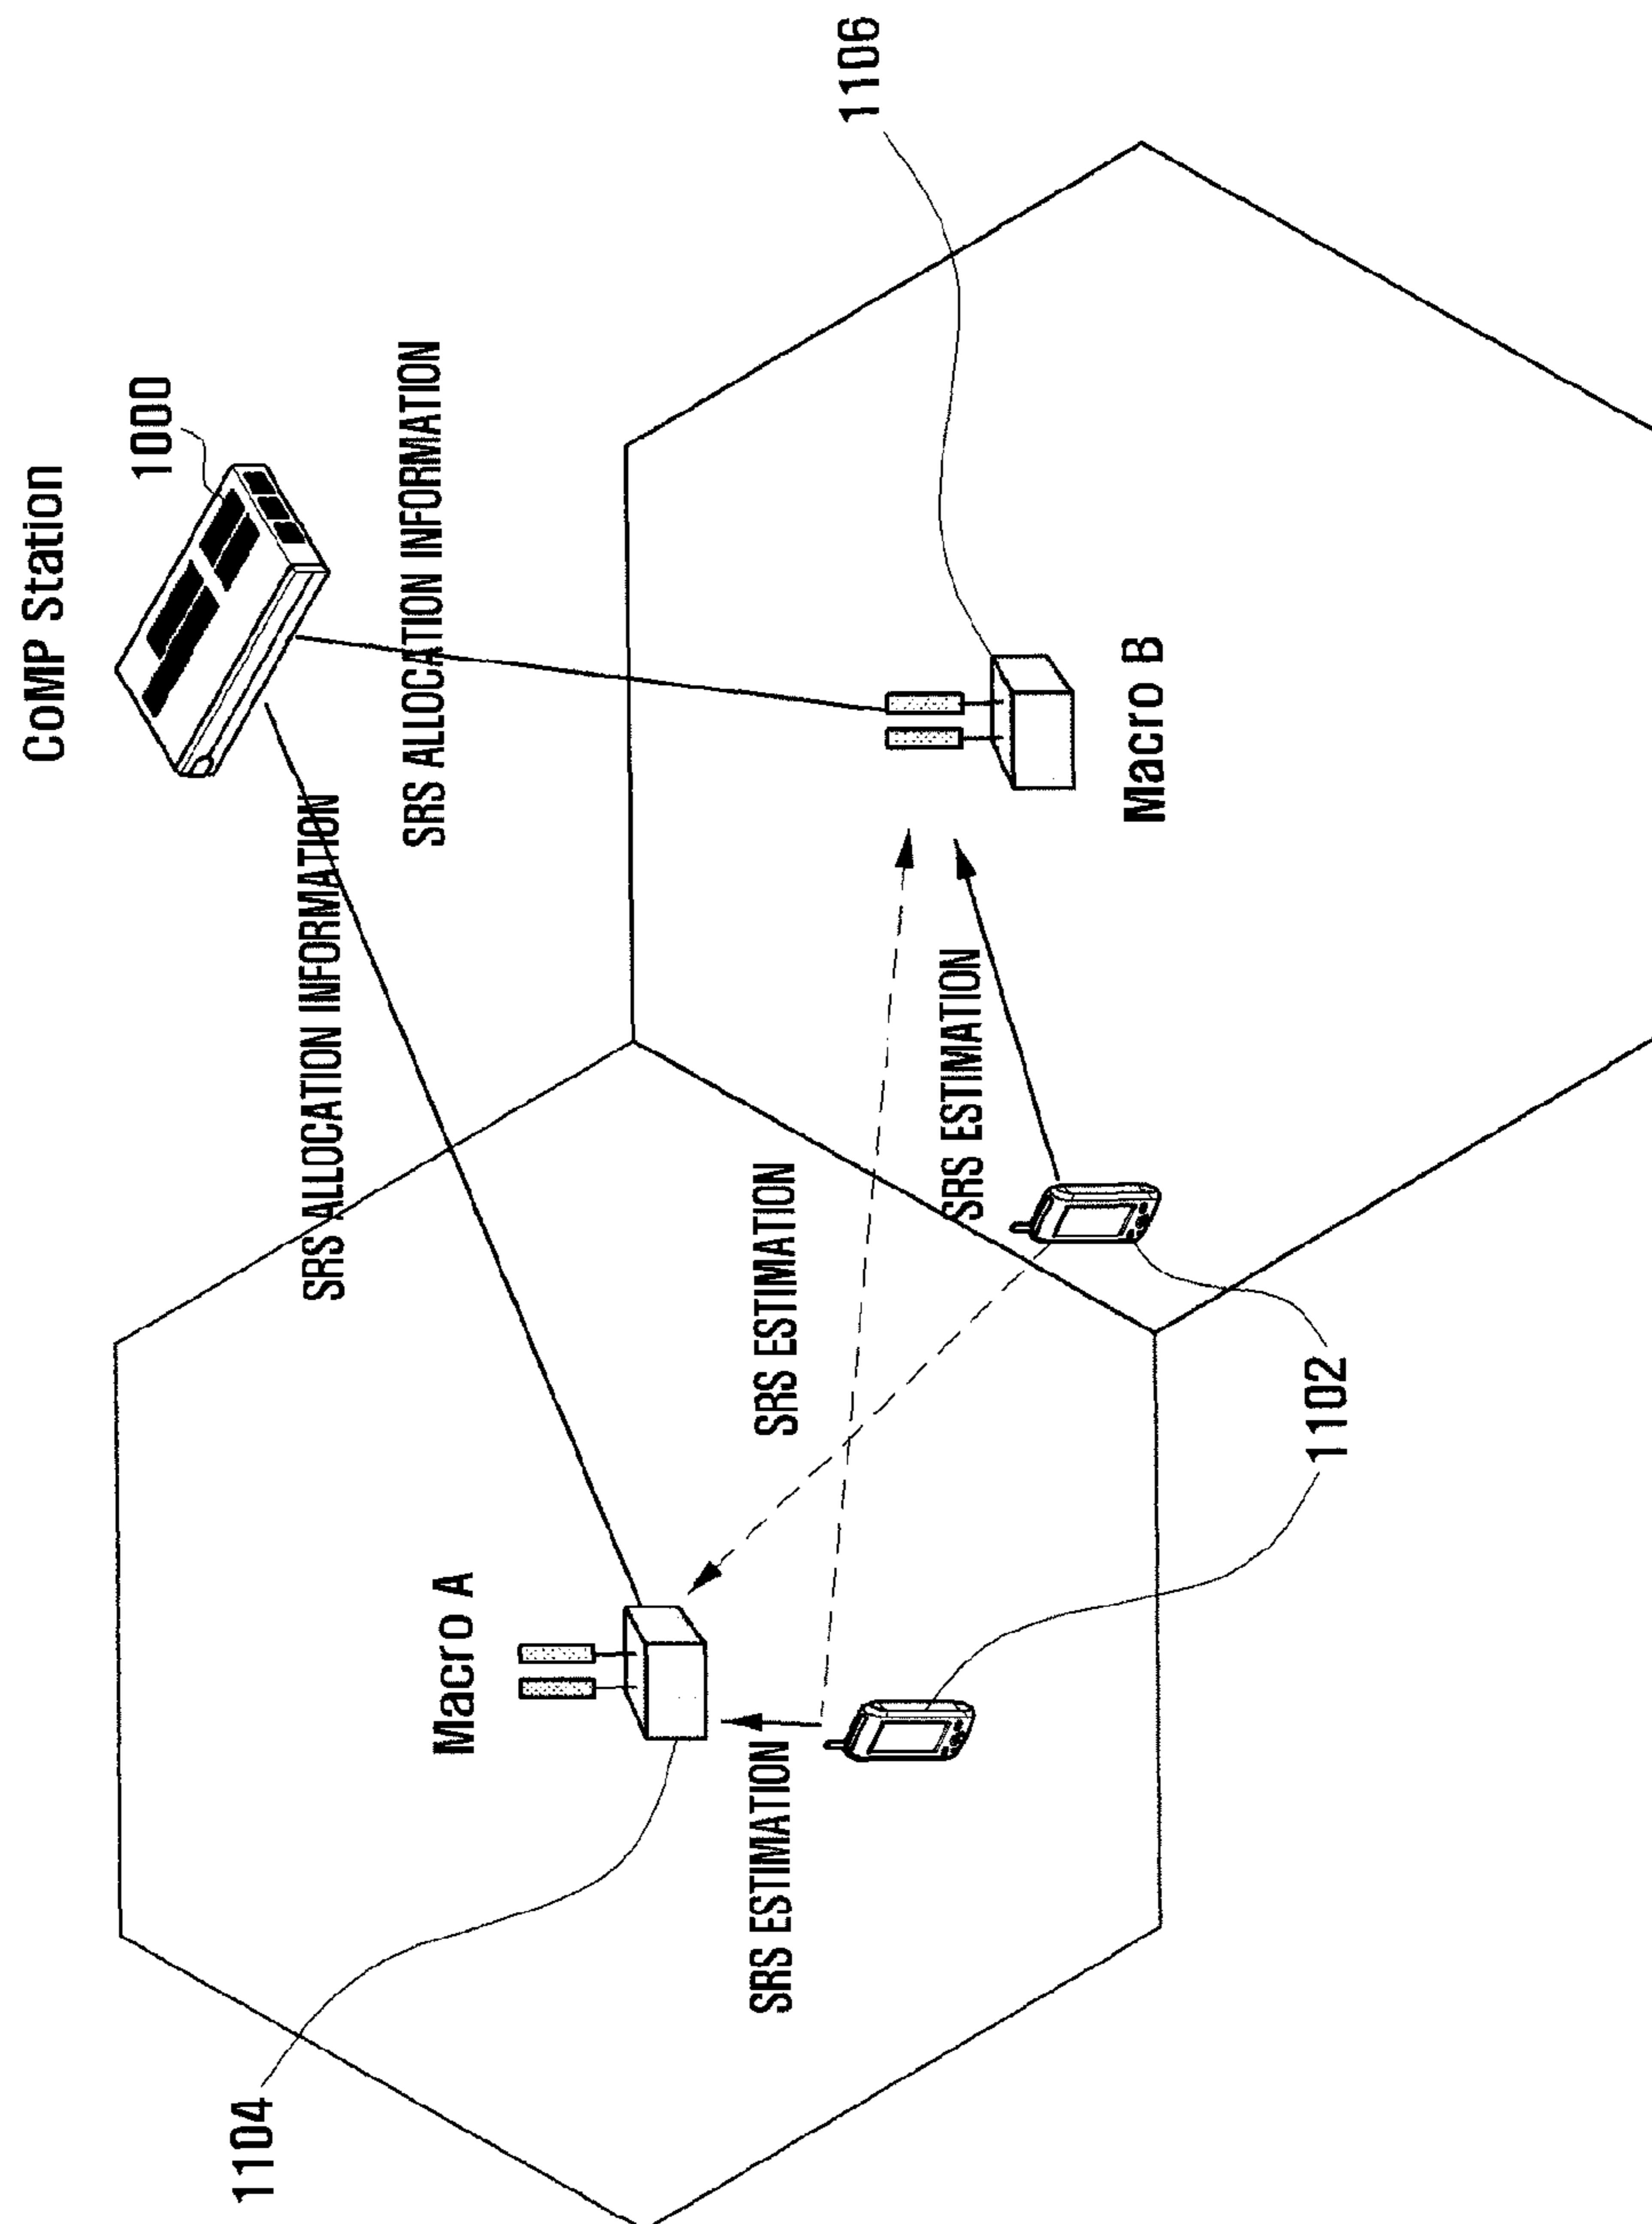 CoMP Station
1000
SRS ALLOCATION INFORMATION
SRS ALLOCATION INFORMATION
1106
Macro A
Macro B
SRS ESTIMATION
SRS ESTIMATION
SRS ESTIMATION
1104
1102